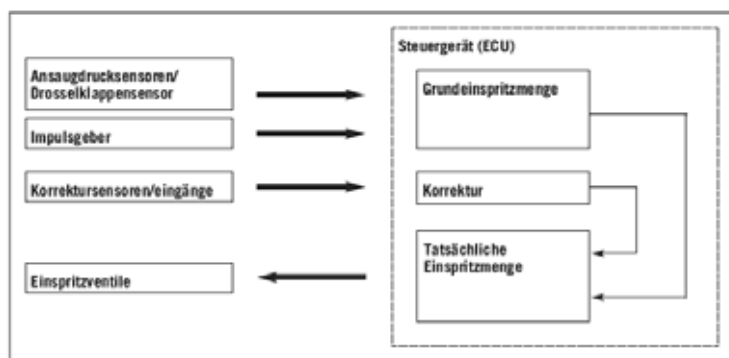 Steuergerät (ECU)
Ansaugdrucksensoren/
Drosselklappensensor
Grundeinspritzmenge
Impulsgeber
Korrektursensoren/eingänge
Korrektur
Tatsächliche
Einspritzmenge
Einspritzventile